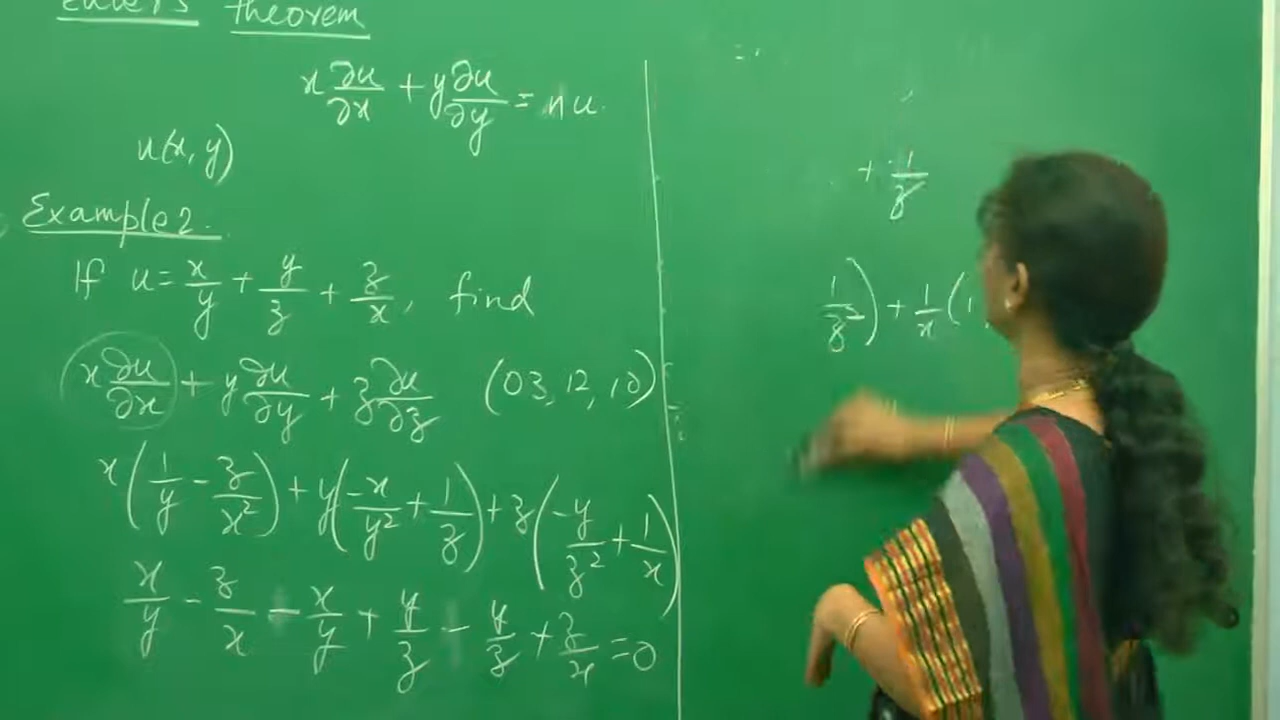 Euler's theorem
x ∂u/∂x + y ∂u/∂y = nu.
u(x, y)
Example 2.
If u = x/y + y/z + z/x, find
x ∂u/∂x + y ∂u/∂y + z ∂u/∂z (03, 12, 10)
x(1/y - z/x²) + y(-x/y² + 1/z) + z(-y/z² + 1/x)
x/y - z/x - x/y + y/z - y/z + z/x = 0
+ 1/z
) + 1/x (1